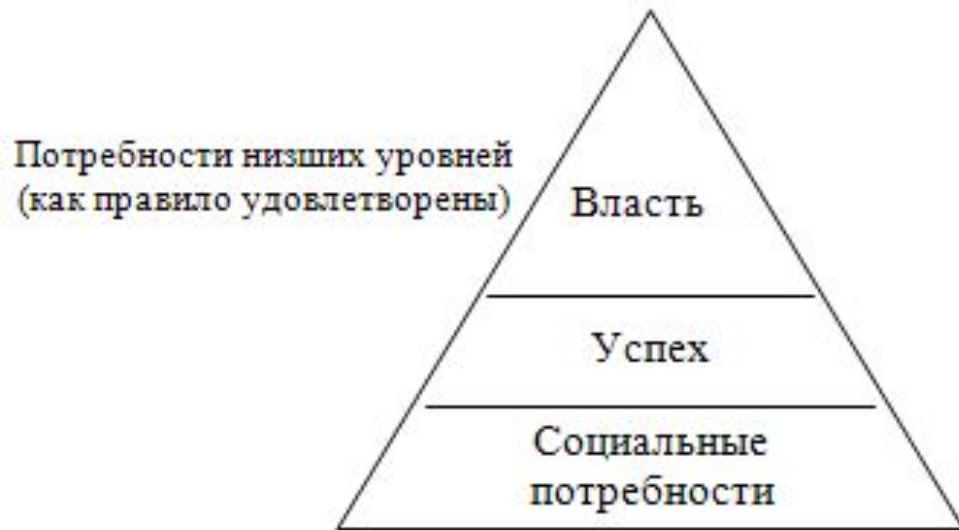 Потребности низших уровней
(как правило удовлетворены)
Власть
Успех
Социальные
потребности